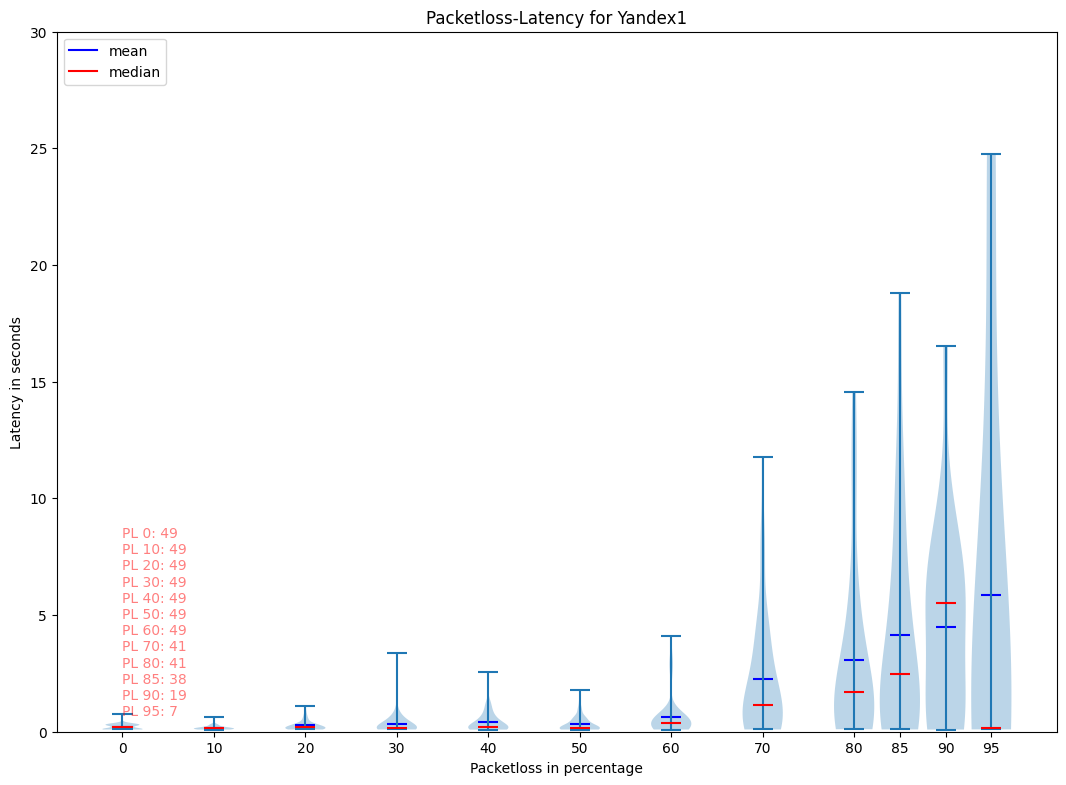 Packetloss-Latency for Yandex1
mean
median
30
25
20
15
10
5
0
Latency in seconds
PL 0: 49
PL 10: 49
PL 20: 49
PL 30: 49
PL 40: 49
PL 50: 49
PL 60: 49
PL 70: 41
PL 80: 41
PL 85: 38
PL 90: 19
PL 95: 7
0 10 20 30 40 50 60 70 80 85 90 95
Packetloss in percentage